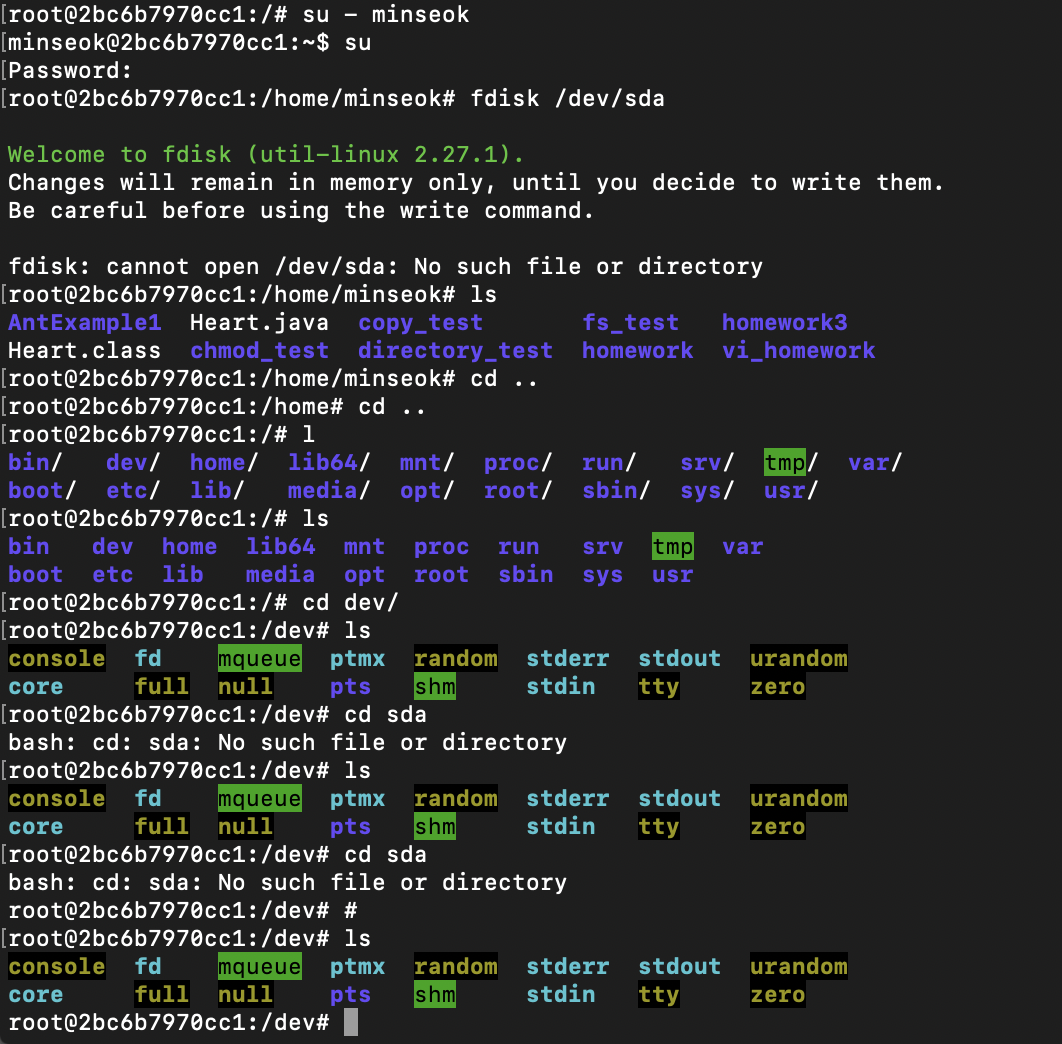 [root@2bc6b7970cc1:/# su - minseok
[minseok@2bc6b7970cc1:~$ su
[Password:
[root@2bc6b7970cc1:/home/minseok# fdisk /dev/sda
Welcome to fdisk (util-linux 2.27.1).
Changes will remain in memory only, until you decide to write them.
Be careful before using the write command.
fdisk: cannot open /dev/sda: No such file or directory
[root@2bc6b7970cc1:/home/minseok# ls
AntExample1  Heart.java  copy_test       fs_test   homework3
Heart.class  chmod_test  directory_test  homework  vi_homework
[root@2bc6b7970cc1:/home/minseok# cd ..
[root@2bc6b7970cc1:/home# cd ..
[root@2bc6b7970cc1:/# l
bin/   dev/  home/  lib64/  mnt/  proc/  run/   srv/  tmp/  var/
boot/  etc/  lib/   media/  opt/  root/  sbin/  sys/  usr/
[root@2bc6b7970cc1:/# ls
bin   dev  home  lib64  mnt  proc  run   srv  tmp  var
boot  etc  lib   media  opt  root  sbin  sys  usr
[root@2bc6b7970cc1:/# cd dev/
[root@2bc6b7970cc1:/dev# ls
console  fd    mqueue  ptmx  random  stderr  stdout  urandom
core     full  null    pts   shm     stdin   tty     zero
[root@2bc6b7970cc1:/dev# cd sda
bash: cd: sda: No such file or directory
[root@2bc6b7970cc1:/dev# ls
console  fd    mqueue  ptmx  random  stderr  stdout  urandom
core     full  null    pts   shm     stdin   tty     zero
[root@2bc6b7970cc1:/dev# cd sda
bash: cd: sda: No such file or directory
root@2bc6b7970cc1:/dev# #
[root@2bc6b7970cc1:/dev# ls
console  fd    mqueue  ptmx  random  stderr  stdout  urandom
core     full  null    pts   shm     stdin   tty     zero
root@2bc6b7970cc1:/dev#